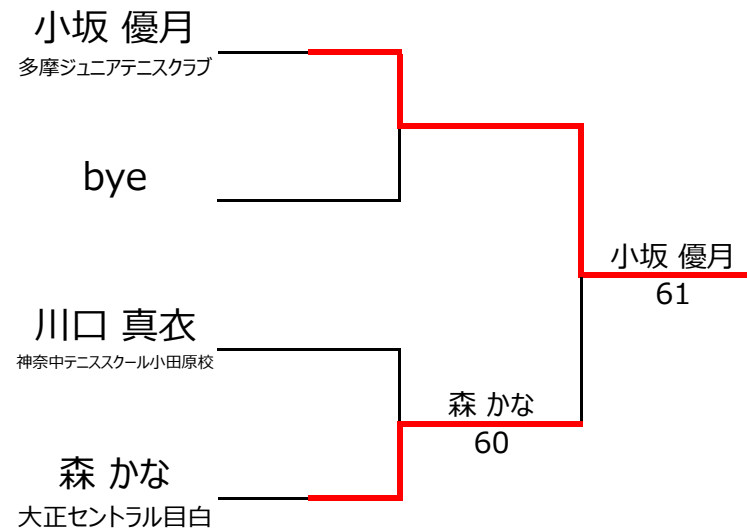 小坂 優月
多摩ジュニアテニスクラブ
bye
小坂 優月
61
川口 真衣
神奈中テニススクール小田原校
森 かな
60
森 かな
大正セントラル目白